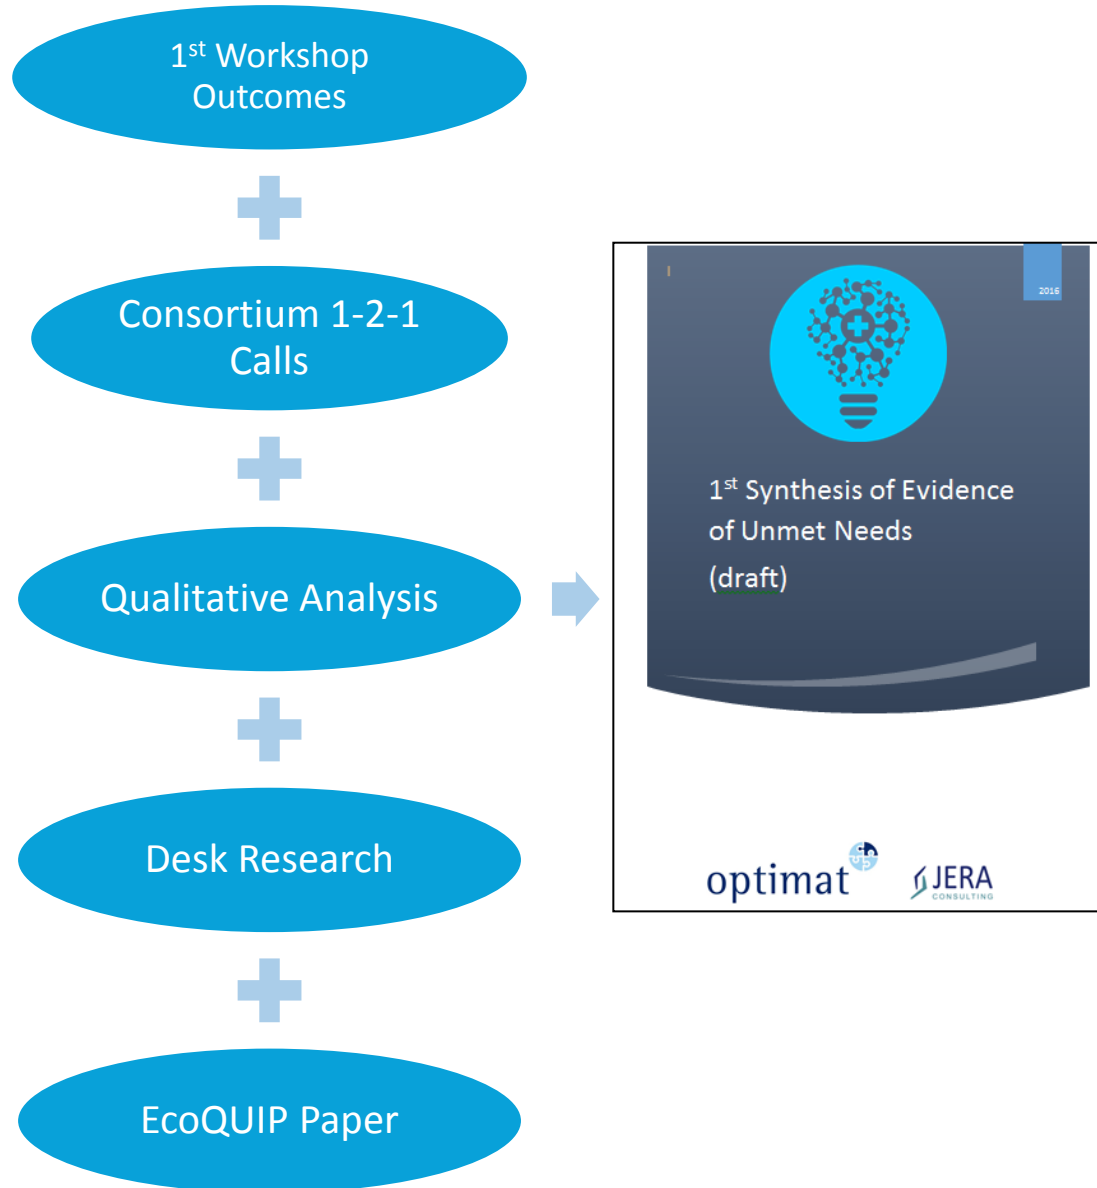 1st Workshop
Outcomes
Consortium 1-2-1
Calls
Qualitative Analysis
Desk Research
EcoQUIP Paper
2016
1st Synthesis of Evidence
of Unmet Needs
(draft)
optimat
JERA
CONSULTING